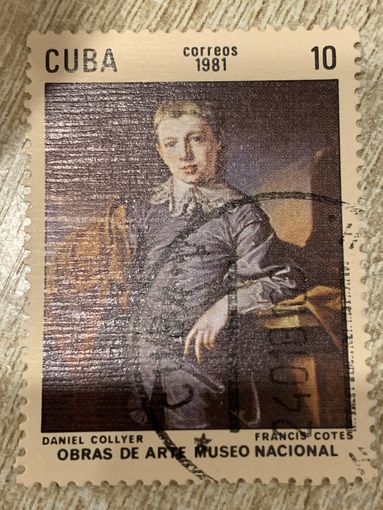 CUBA correos 10
1981
DANIEL COLLYER FRANCIS COTES
OBRAS DE ARTE MUSEO NACIONAL